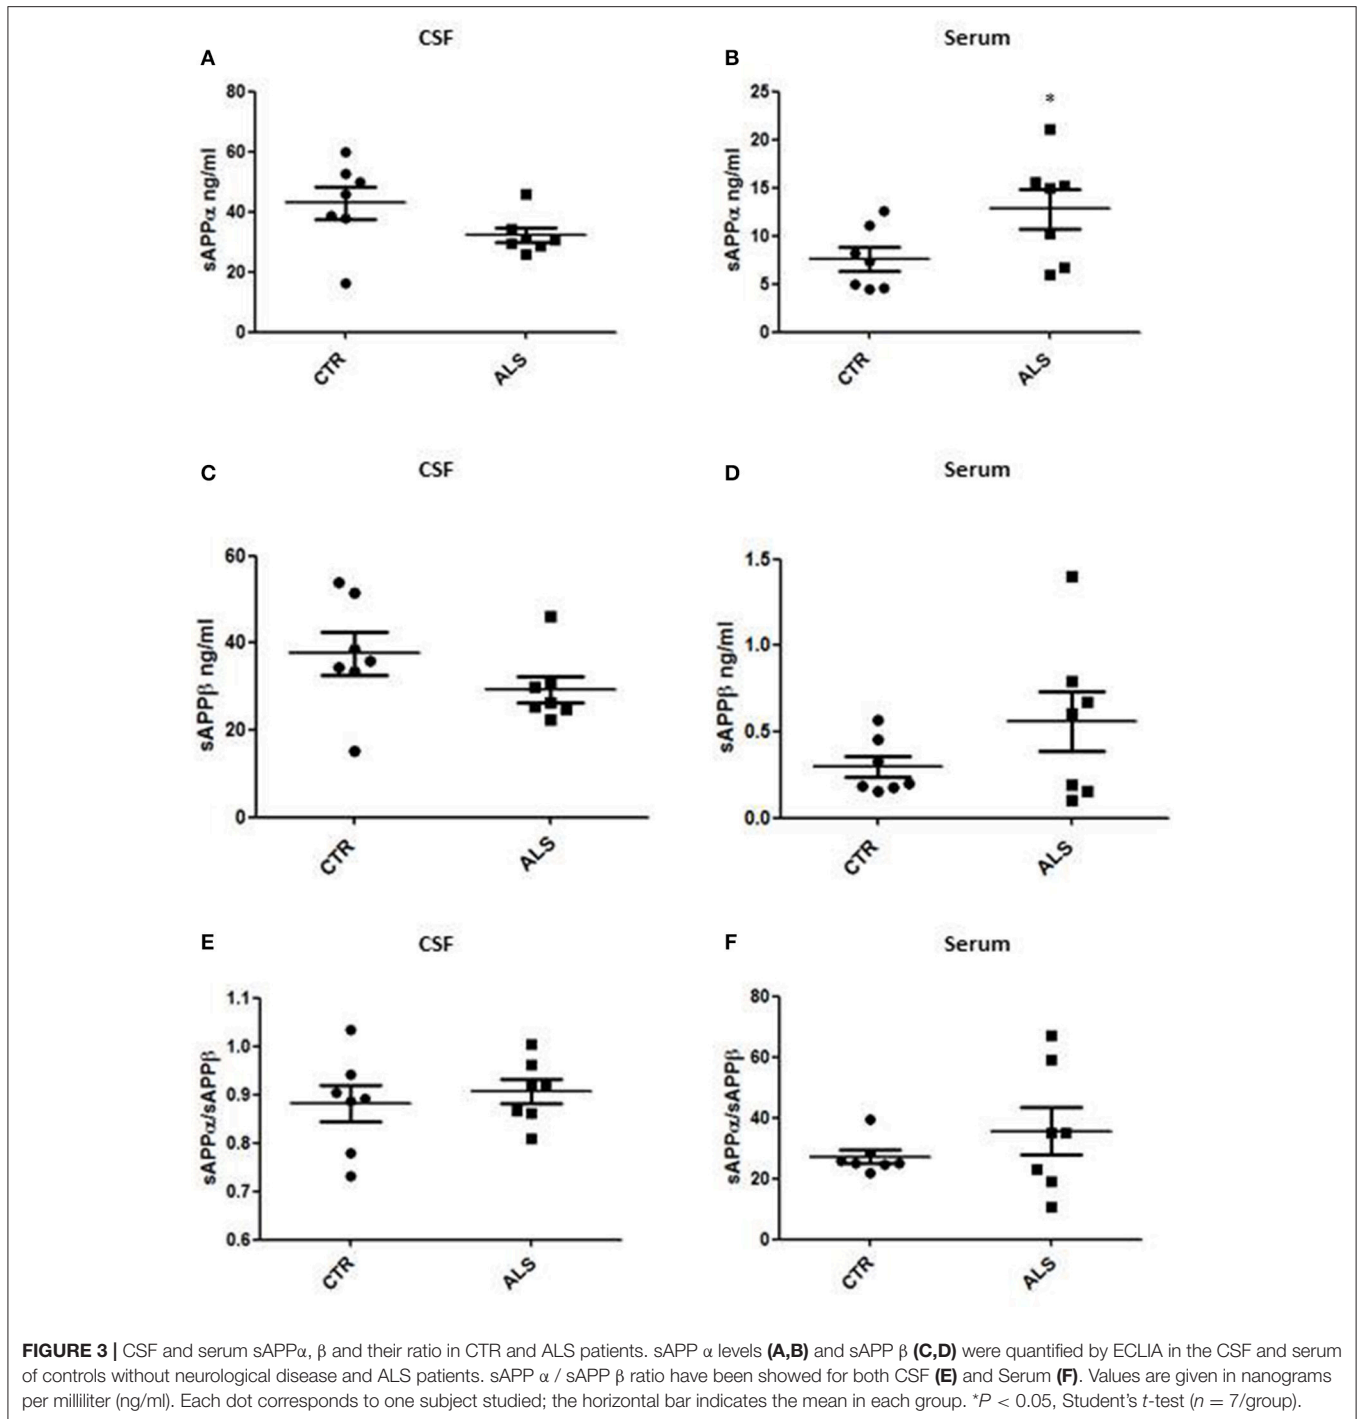 CSF
Serum
A
B
80
60
40
20
0
sAPPα ng/ml
CTR
ALS
25
20
15
10
5
0
sAPPα ng/ml
*
CTR
ALS
C
CSF
D
Serum
60
40
20
0
sAPPβ ng/ml
CTR
ALS
1.5
1.0
0.5
0.0
sAPPβ ng/ml
CTR
ALS
E
CSF
F
Serum
1.1
1.0
0.9
0.8
0.7
0.6
sAPPα/sAPPβ
CTR
ALS
80
60
40
20
0
sAPPα/sAPPβ
CTR
ALS
FIGURE 3 | CSF and serum sAPPα, β and their ratio in CTR and ALS patients. sAPP α levels (A,B) and sAPP β (C,D) were quantified by ECLIA in the CSF and serum
of controls without neurological disease and ALS patients. sAPP α / sAPP β ratio have been showed for both CSF (E) and Serum (F). Values are given in nanograms
per milliliter (ng/ml). Each dot corresponds to one subject studied; the horizontal bar indicates the mean in each group. *P < 0.05, Student's t-test (n = 7/group).